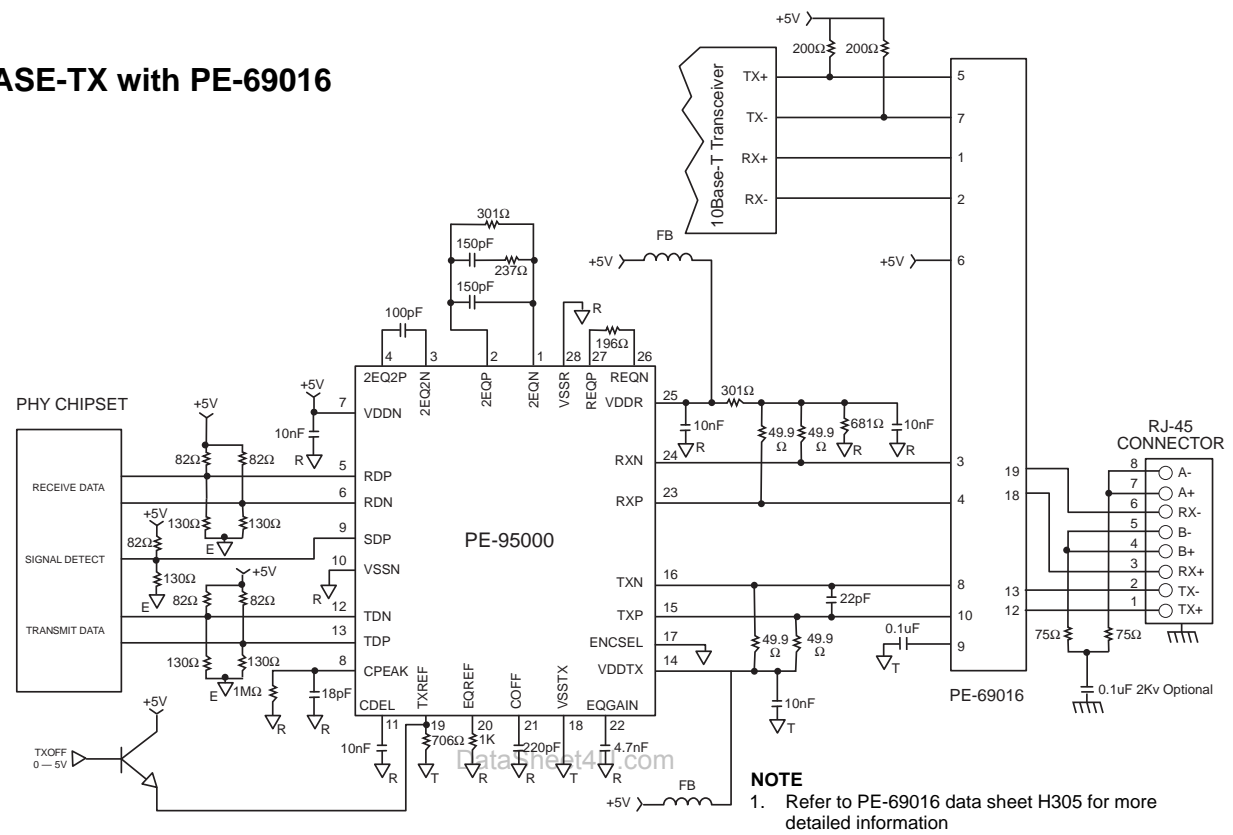 ASE-TX with PE-69016
+5V
200Ω 200Ω
10Base-T Transceiver
TX+
TX-
RX+
RX-
5
7
1
2
+5V
6
FB
+5V
301Ω
150pF
237Ω
150pF
100pF
R
196Ω
4 3 2 1 28 27 26
2EQ2P
2EQ2N
2EQP
2EQN
VSSR
REQP
REQN
VDDR
25
301Ω
10nF
R
49.9
Ω
49.9
Ω
681Ω
R
10nF
R
RXN
24
3
RXP
23
4
PHY CHIPSET
RECEIVE DATA
SIGNAL DETECT
TRANSMIT DATA
+5V
82Ω
82Ω
130Ω
130Ω
E
+5V
82Ω
130Ω
E
+5V
82Ω
82Ω
130Ω
130Ω
E
+5V
10nF
R
7
VDDN
5
RDP
6
RDN
9
SDP
10
VSSN
R
12
TDN
13
TDP
8
CPEAK
1MΩ
R
18pF
R
PE-95000
TXN
16
8
22pF
TXP
15
10
ENCSEL
17
VDDTX
14
49.9
Ω
49.9
Ω
10nF
T
0.1uF
T
9
19
18
13
12
PE-69016
RJ-45
CONNECTOR
8 A-
7 A+
6 RX-
5 B-
4 B+
3 RX+
2 TX-
1 TX+
75Ω
75Ω
0.1uF 2Kv Optional
CDEL
TXREF
EQREF
COFF
VSSTX
EQGAIN
11 19 20 21 18 22
10nF
R
706Ω
T
1K
R
220pF
R
T
4.7nF
R
+5V
TXOFF
0 — 5V
DataSheet4U.com
+5V
FB
NOTE
1. Refer to PE-69016 data sheet H305 for more
detailed information